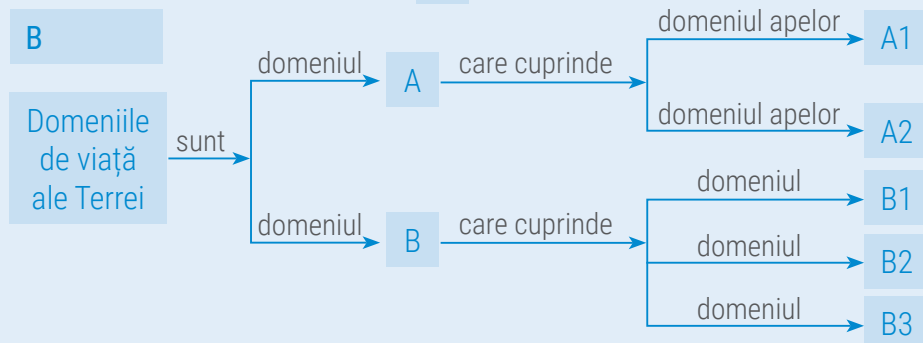 B
Domeniile
de viață
ale Terrei
sunt
domeniul
A
care cuprinde
domeniul apelor
A1
domeniul apelor
A2
domeniul
B
care cuprinde
domeniul
B1
domeniul
B2
domeniul
B3